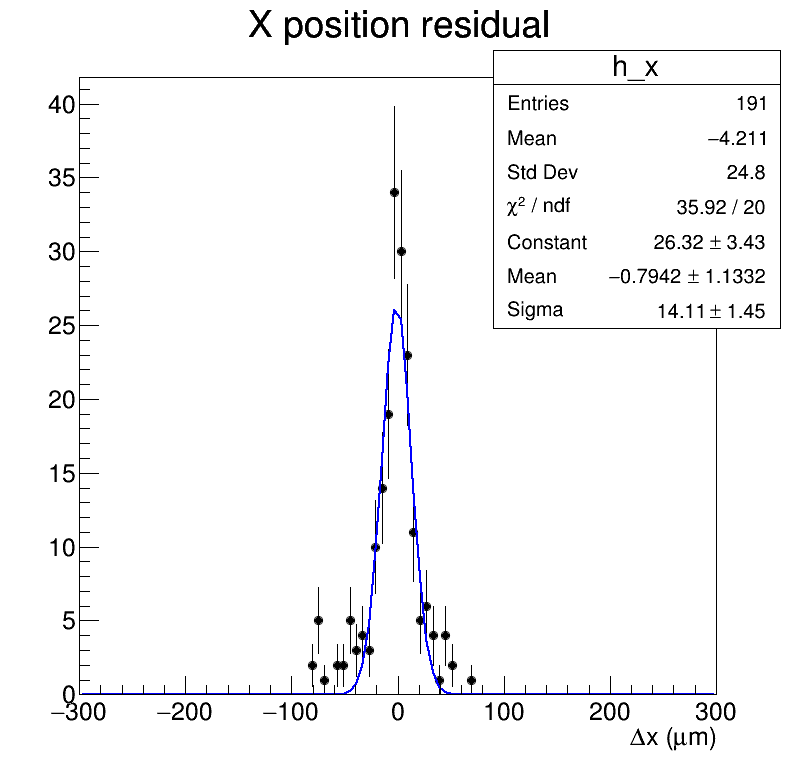 X position residual
h_x
Entries 191
Mean −4.211
Std Dev 24.8
χ² / ndf 35.92 / 20
Constant 26.32 ± 3.43
Mean −0.7942 ± 1.1332
Sigma 14.11 ± 1.45
40
35
30
25
20
15
10
5
0
−300 −200 −100 0 100 200 300
Δx (μm)